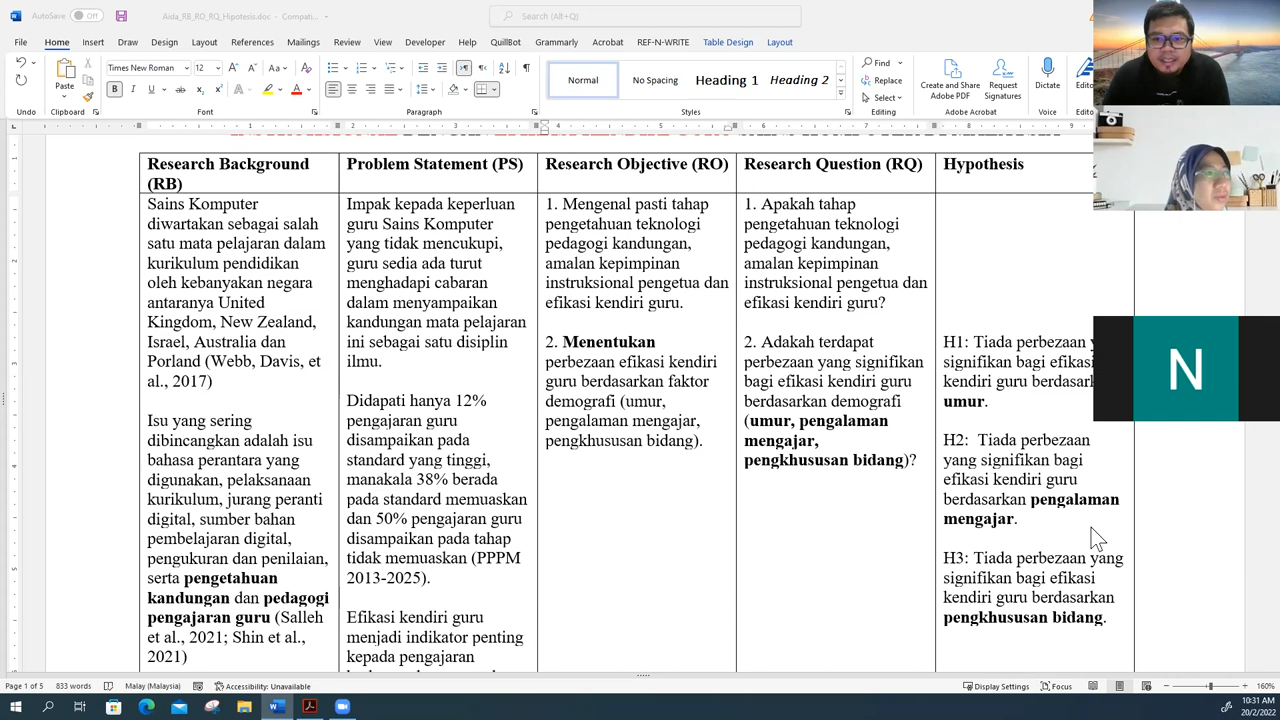 AutoSave Off Aida_RB_RO_RQ_Hipotesis.doc - Compati... Search (Alt+Q)
File Home Insert Draw Design Layout References Mailings Review View Developer Help QuillBot Grammarly Acrobat REF-N-WRITE Table Design Layout
Undo Paste Clipboard
Times New Roman 12
Font Paragraph
Normal No Spacing Heading 1 Heading 2
Styles
Find
Replace
Select
Editing
Create and Share Adobe PDF
Request Signatures
Adobe Acrobat
Dictate
Voice
Research Background
(RB)
Problem Statement (PS)
Research Objective (RO)
Research Question (RQ)
Hypothesis
Sains Komputer
diwartakan sebagai salah
satu mata pelajaran dalam
kurikulum pendidikan
oleh kebanyakan negara
antaranya United
Kingdom, New Zealand,
Israel, Australia dan
Porland (Webb, Davis, et
al., 2017)
Isu yang sering
dibincangkan adalah isu
bahasa perantara yang
digunakan, pelaksanaan
kurikulum, jurang peranti
digital, sumber bahan
pembelajaran digital,
pengukuran dan penilaian,
serta pengetahuan
kandungan dan pedagogi
pengajaran guru (Salleh
et al., 2021; Shin et al.,
2021)
Impak kepada keperluan
guru Sains Komputer
yang tidak mencukupi,
guru sedia ada turut
menghadapi cabaran
dalam menyampaikan
kandungan mata pelajaran
ini sebagai satu disiplin
ilmu.
Didapati hanya 12%
pengajaran guru
disampaikan pada
standard yang tinggi,
manakala 38% berada
pada standard memuaskan
dan 50% pengajaran guru
disampaikan pada tahap
tidak memuaskan (PPPM
2013-2025).
Efikasi kendiri guru
menjadi indikator penting
kepada pengajaran
1. Mengenal pasti tahap
pengetahuan teknologi
pedagogi kandungan,
amalan kepimpinan
instruksional pengetua dan
efikasi kendiri guru.
2. Menentukan
perbezaan efikasi kendiri
guru berdasarkan faktor
demografi (umur,
pengalaman mengajar,
pengkhususan bidang).
1. Apakah tahap
pengetahuan teknologi
pedagogi kandungan,
amalan kepimpinan
instruksional pengetua dan
efikasi kendiri guru?
2. Adakah terdapat
perbezaan yang signifikan
bagi efikasi kendiri guru
berdasarkan demografi
(umur, pengalaman
mengajar,
pengkhususan bidang)?
H1: Tiada perbezaan
signifikan bagi efikasi
kendiri guru
umur.
H2: Tiada perbezaan
yang signifikan bagi
efikasi kendiri guru
berdasarkan pengalaman
mengajar.
H3: Tiada perbezaan yang
signifikan bagi efikasi
kendiri guru berdasarkan
pengkhususan bidang.
N
Page 1 of 5 833 words Malay (Malaysia) Accessibility: Unavailable Display Settings Focus 160%
10:31 AM
20/2/2022